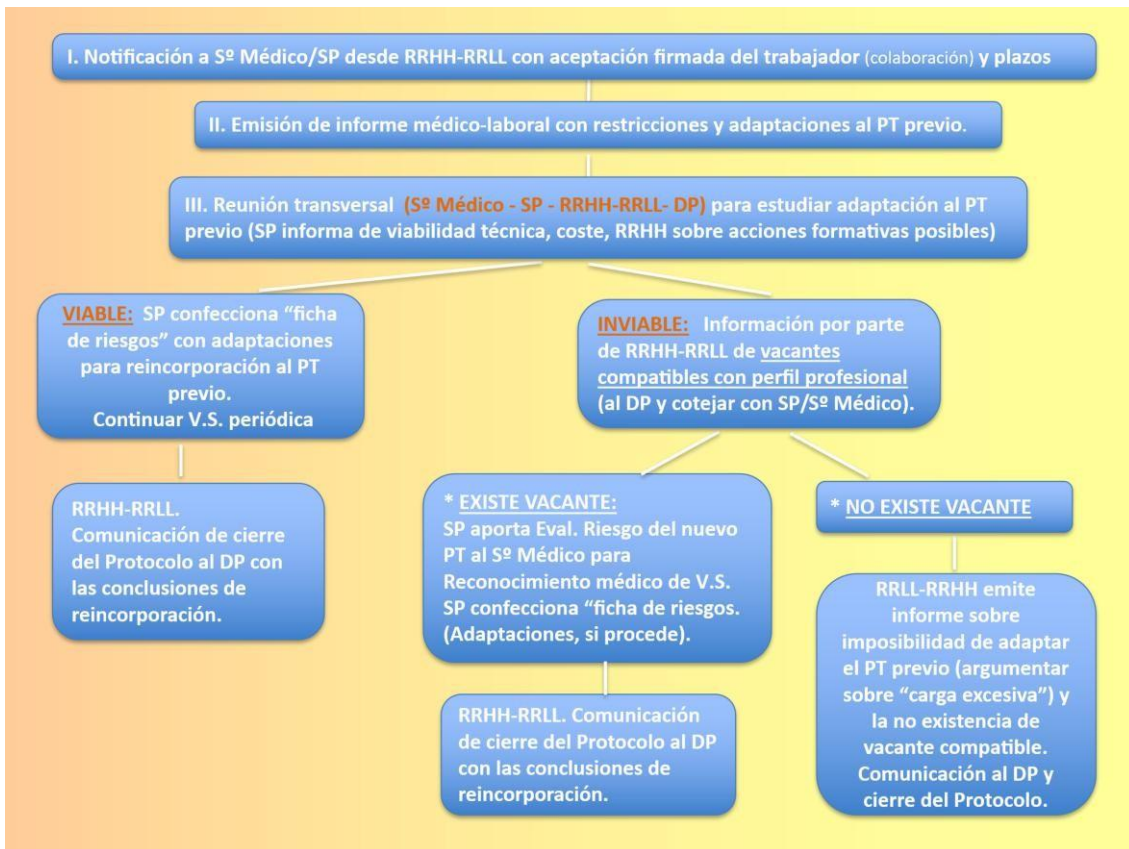 I. Notificación a Sº Médico/SP desde RRHH-RRLL con aceptación firmada del trabajador (colaboración) y plazos
II. Emisión de informe médico-laboral con restricciones y adaptaciones al PT previo.
III. Reunión transversal (Sº Médico - SP - RRHH-RRLL- DP) para estudiar adaptación al PT
previo (SP informa de viabilidad técnica, coste, RRHH sobre acciones formativas posibles)
VIABLE: SP confecciona “ficha
de riesgos” con adaptaciones
para reincorporación al PT
previo.
Continuar V.S. periódica
RRHH-RRLL.
Comunicación de cierre
del Protocolo al DP con
las conclusiones de
reincorporación.
INVIABLE: Información por parte
de RRHH-RRLL de vacantes
compatibles con perfil profesional
(al DP y cotejar con SP/Sº Médico).
* EXISTE VACANTE:
SP aporta Eval. Riesgo del nuevo
PT al Sº Médico para
Reconocimiento médico de V.S.
SP confecciona “ficha de riesgos.
(Adaptaciones, si procede).
RRHH-RRLL. Comunicación
de cierre del Protocolo al DP
con las conclusiones de
reincorporación.
* NO EXISTE VACANTE
RRLL-RRHH emite
informe sobre
imposibilidad de adaptar
el PT previo (argumentar
sobre “carga excesiva”) y
la no existencia de
vacante compatible.
Comunicación al DP y
cierre del Protocolo.